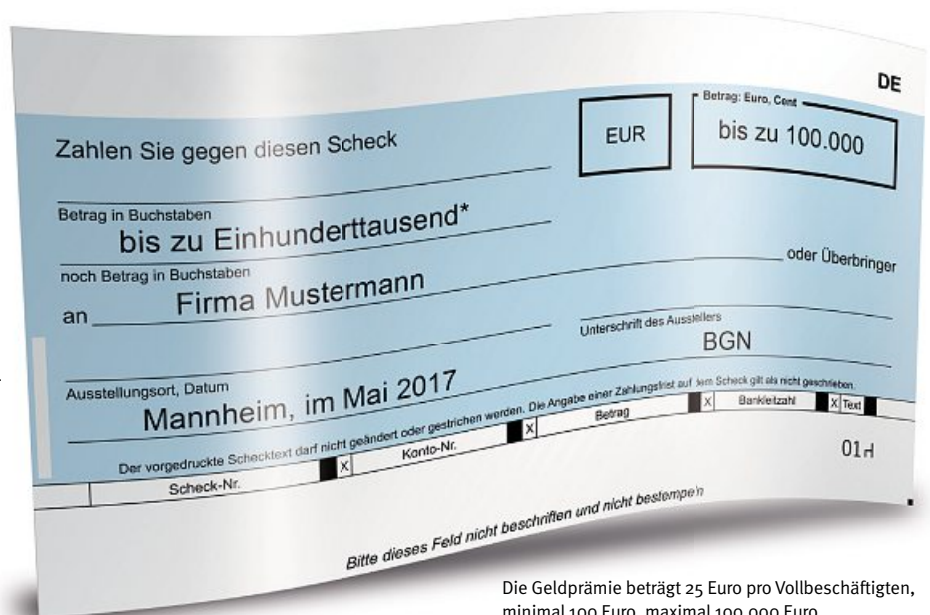 DE
Betrag: Euro, Cent
Zahlen Sie gegen diesen Scheck
EUR
bis zu 100.000
Betrag in Buchstaben
bis zu Einhunderttausend*
noch Betrag in Buchstaben
an Firma Mustermann oder Überbringer
Unterschrift des Ausstellers
BGN
Ausstellungsort, Datum
Mannheim, im Mai 2017
Der vorgedruckte Schecktext darf nicht geändert oder gestrichen werden. Die Angabe einer Zahlungsfrist auf dem Scheck gilt als nicht geschrieben.
Scheck-Nr. X Konto-Nr. X Betrag X Bankleitzahl X Text
01H
Bitte dieses Feld nicht beschriften und nicht bestempeln
Die Geldprämie beträgt 25 Euro pro Vollbeschäftigten,
minimal 100 Euro, maximal 100.000 Euro